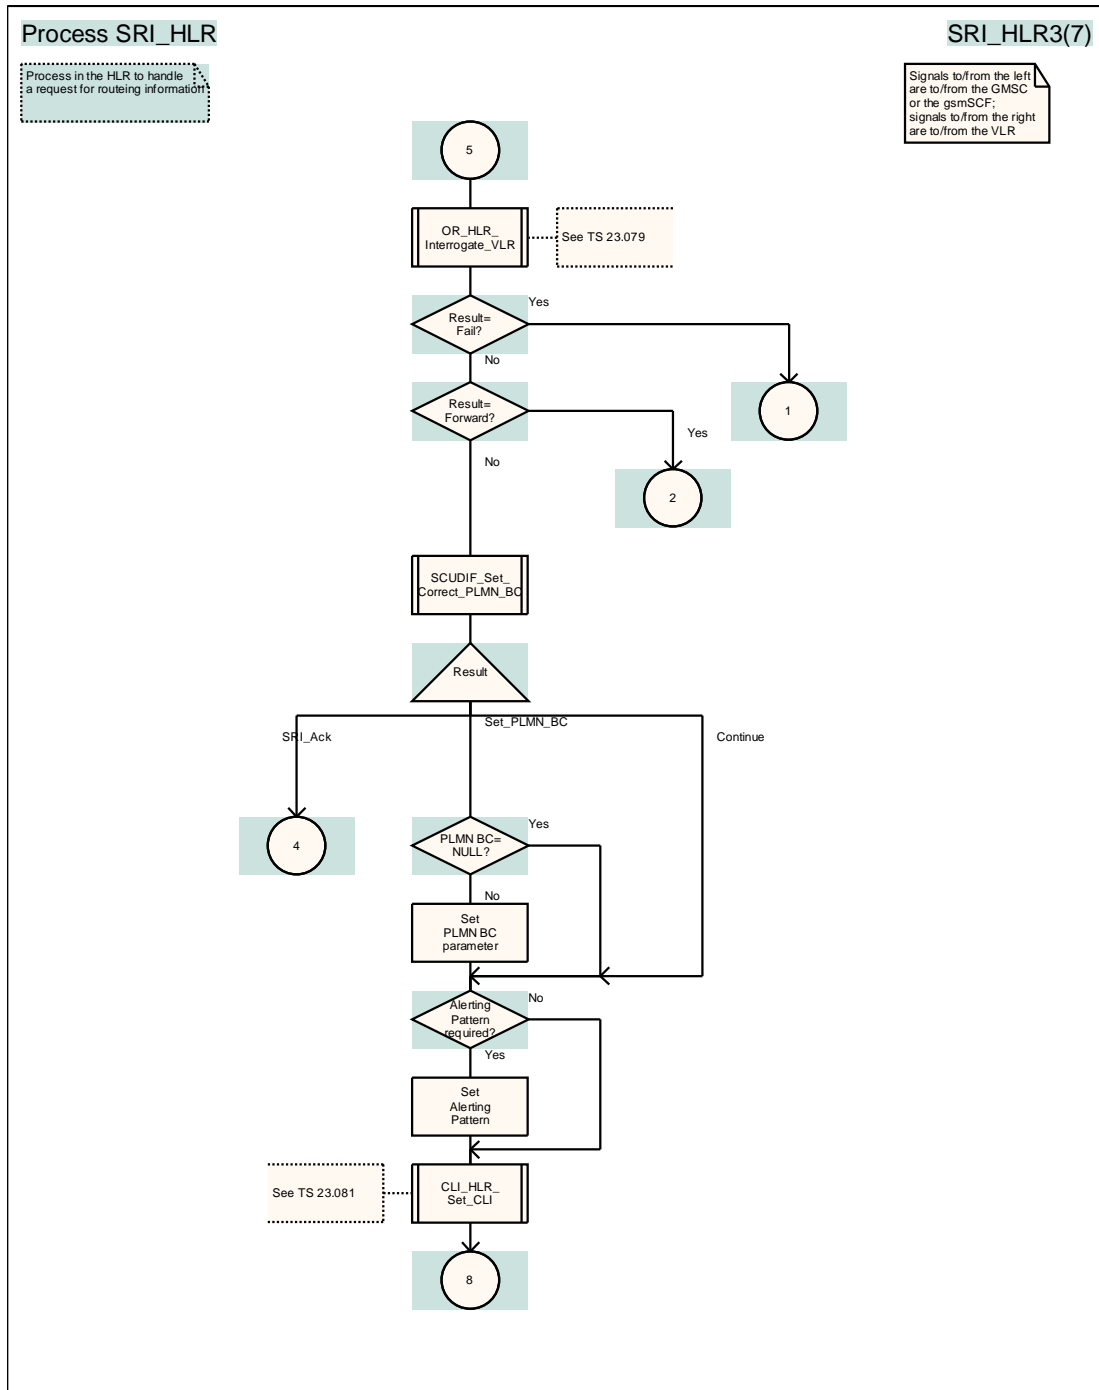 Process SRI_HLR
SRI_HLR3(7)
Process in the HLR to handle
a request for routeing information
Signals to/from the left
are to/from the GMSC
or the gsmSCF;
signals to/from the right
are to/from the VLR
5
OR_HLR_
Interrogate_VLR
See TS 23.079
Yes
Result=
Fail?
No
Result=
Forward?
1
Yes
No
2
SCUDIF_Set_
Correct_PLMN_BC
Result
Set_PLMN_BC
SRI_Ack
Continue
Yes
4
PLMN BC=
NULL?
No
Set
PLMN BC
parameter
No
Alerting
Pattern
required?
Yes
Set
Alerting
Pattern
See TS 23.081
CLI_HLR_
Set_CLI
8